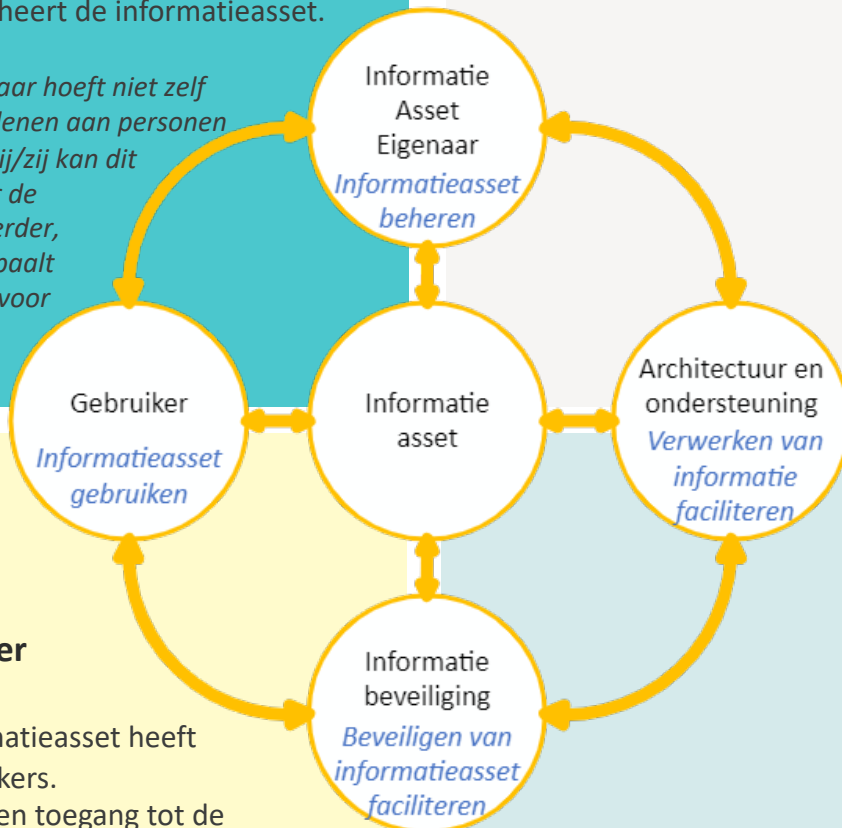 heert de informatieasset.
aar hoeft niet zelf
lenen aan personen
ij/zij kan dit
de
erder,
paalt
voor
Informatie
Asset
Eigenaar
Informatieasset
beheren
Gebruiker
Informatieasset
gebruiken
Informatie
asset
Architectuur en
ondersteuning
Verwerken van
informatie
faciliteren
Informatie
beveiliging
Beveiligen van
informatieasset
faciliteren
er
matieasset heeft
kers.
en toegang tot de